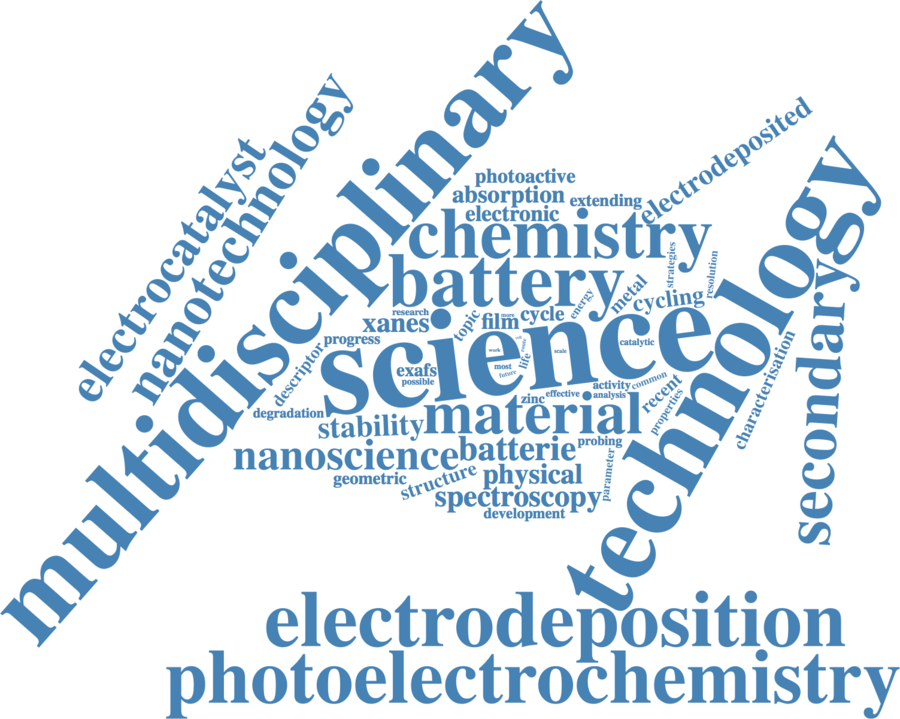 multidisciplinary
electrocatalyst
nanotechnology
electrodeposited
photoactive
absorption
extending
electronic
chemistry
strategies
resolution
technology
secondary
battery
energy
metal
cycling
research
more
cycle
xanes
topic
film
progress
science
descriptor
exafs
possible
work
most
future
life
scale
catalytic
activity
common
characterisation
degradation
zinc
effective
analysis
recent
properties
stability
material
nanoscience
batterie
probing
geometric
structure
physical
parameter
spectroscopy
development
electrodeposition
photoelectrochemistry